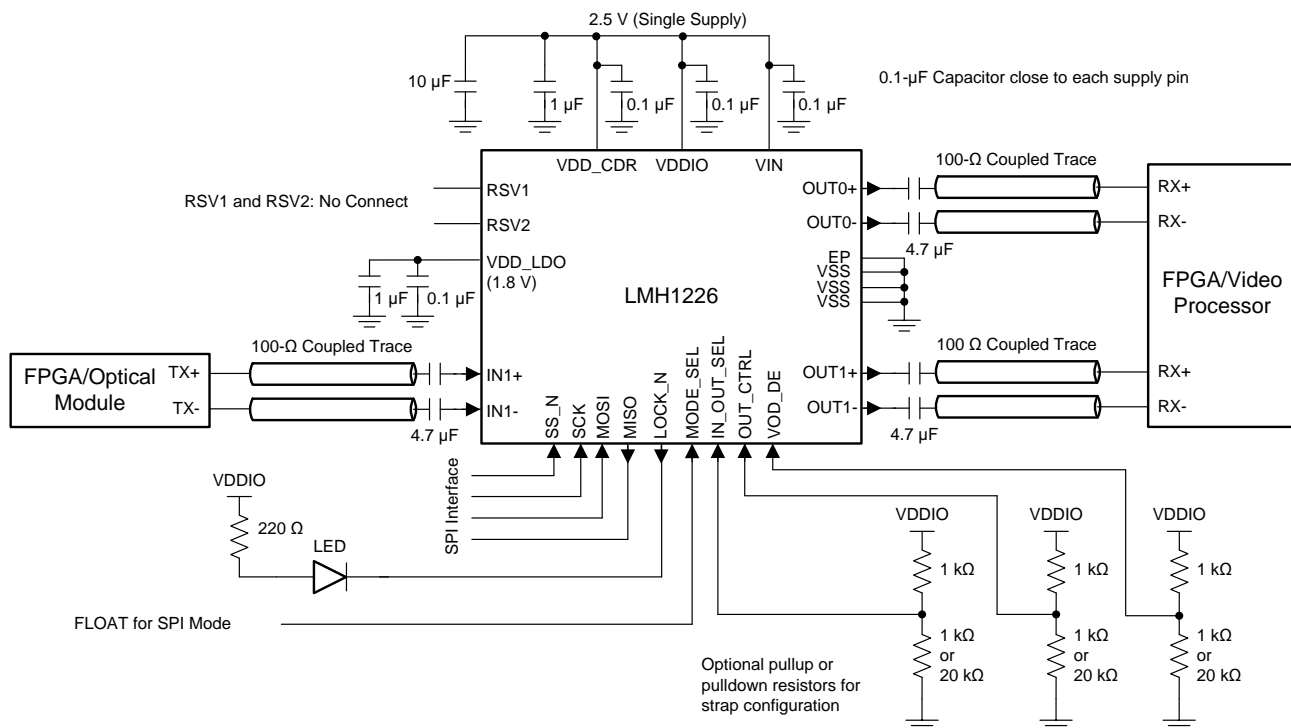 2.5 V (Single Supply)
10 µF
1 µF
0.1 µF
0.1 µF
0.1 µF
0.1-µF Capacitor close to each supply pin
VDD_CDR
VDDIO
VIN
RSV1
RSV2
RSV1 and RSV2: No Connect
VDD_LDO
(1.8 V)
1 µF
0.1 µF
LMH1226
OUT0+
OUT0-
100-Ω Coupled Trace
4.7 µF
EP
VSS
VSS
VSS
RX+
RX-
FPGA/Video
Processor
FPGA/Optical
Module
TX+
TX-
100-Ω Coupled Trace
4.7 µF
IN1+
IN1-
OUT1+
OUT1-
100 Ω Coupled Trace
4.7 µF
RX+
RX-
SS_N
SCK
MOSI
MISO
LOCK_N
MODE_SEL
IN_OUT_SEL
OUT_CTRL
VOD_DE
SPI Interface
VDDIO
220 Ω
LED
FLOAT for SPI Mode
VDDIO
1 kΩ
1 kΩ
or
20 kΩ
VDDIO
1 kΩ
1 kΩ
or
20 kΩ
VDDIO
1 kΩ
1 kΩ
or
20 kΩ
Optional pullup or
pulldown resistors for
strap configuration